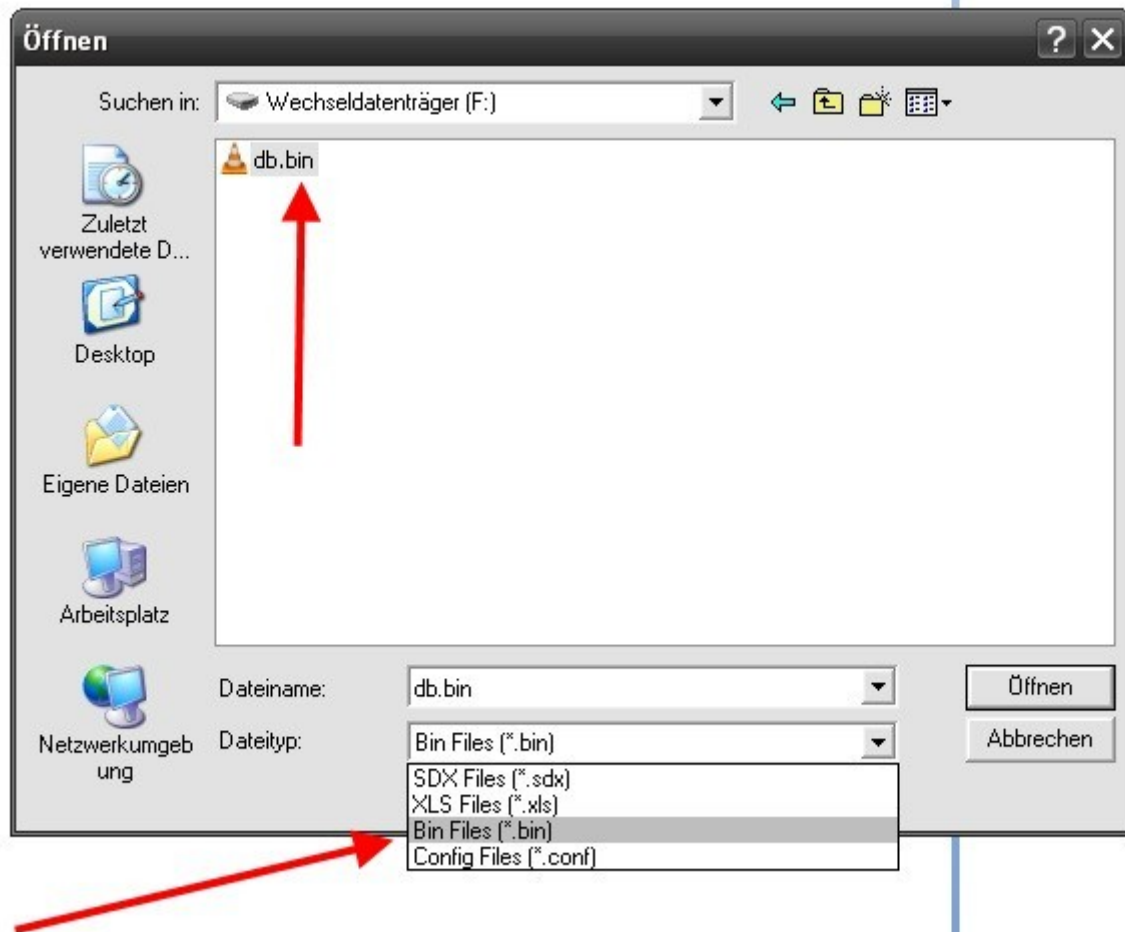 Öffnen
Suchen in:
Wechseldatenträger (F:)
db.bin
Zuletzt
verwendete D...
Desktop
Eigene Dateien
Arbeitsplatz
Netzwerkumgeb
ung
Dateiname:
db.bin
Öffnen
Dateityp:
Bin Files (*.bin)
Abbrechen
SDX Files (*.sdx)
XLS Files (*.xls)
Bin Files (*.bin)
Config Files (*.conf)